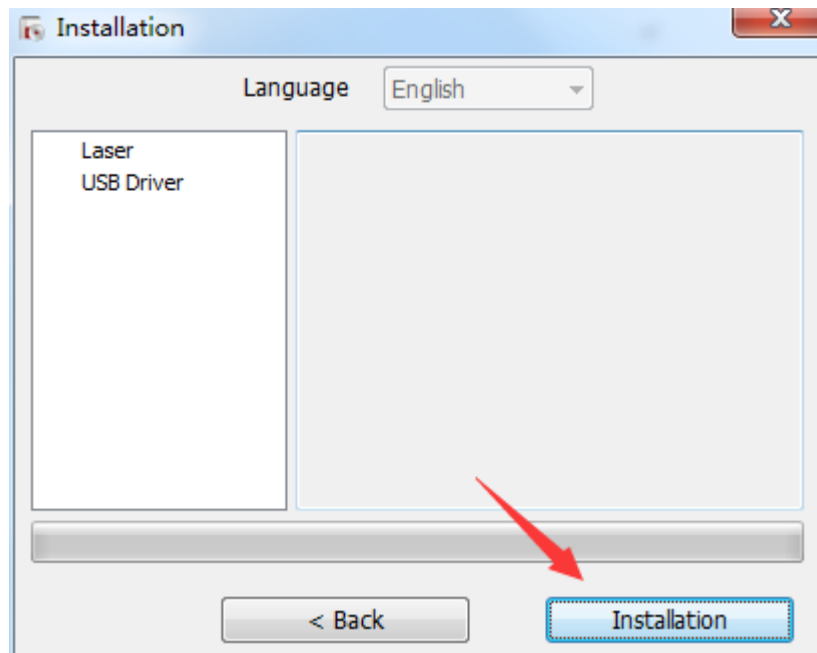 Installation
Language English
Laser
USB Driver
< Back Installation